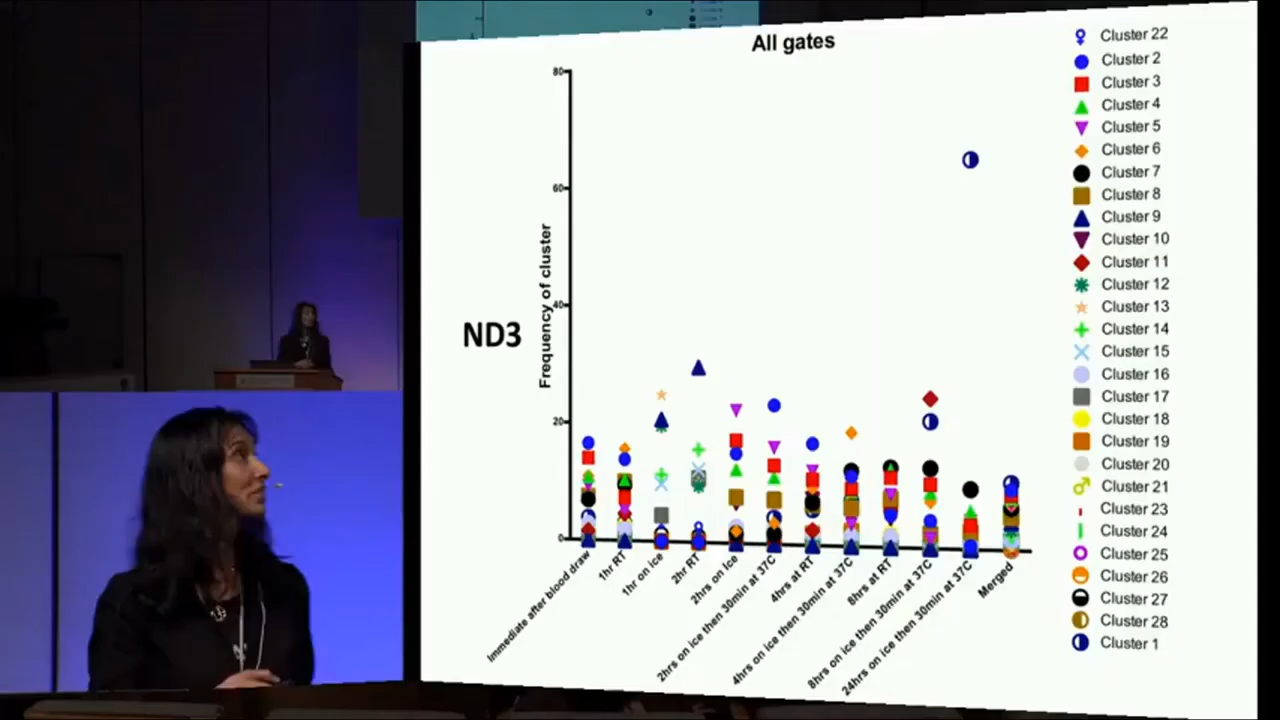 All gates
80
60
40
20
0
Frequency of cluster
ND3
Immediate after blood draw
1hr RT
1hr on ice
2hr RT
2hrs on Ice
2hrs on ice then 30min at 37C
4hrs at RT
4hrs on ice then 30min at 37C
8hrs at RT
8hrs on ice then 30min at 37C
24hrs on ice then 30min at 37C
Merged
Cluster 22
Cluster 2
Cluster 3
Cluster 4
Cluster 5
Cluster 6
Cluster 7
Cluster 8
Cluster 9
Cluster 10
Cluster 11
Cluster 12
Cluster 13
Cluster 14
Cluster 15
Cluster 16
Cluster 17
Cluster 18
Cluster 19
Cluster 20
Cluster 21
Cluster 23
Cluster 24
Cluster 25
Cluster 26
Cluster 27
Cluster 28
Cluster 1